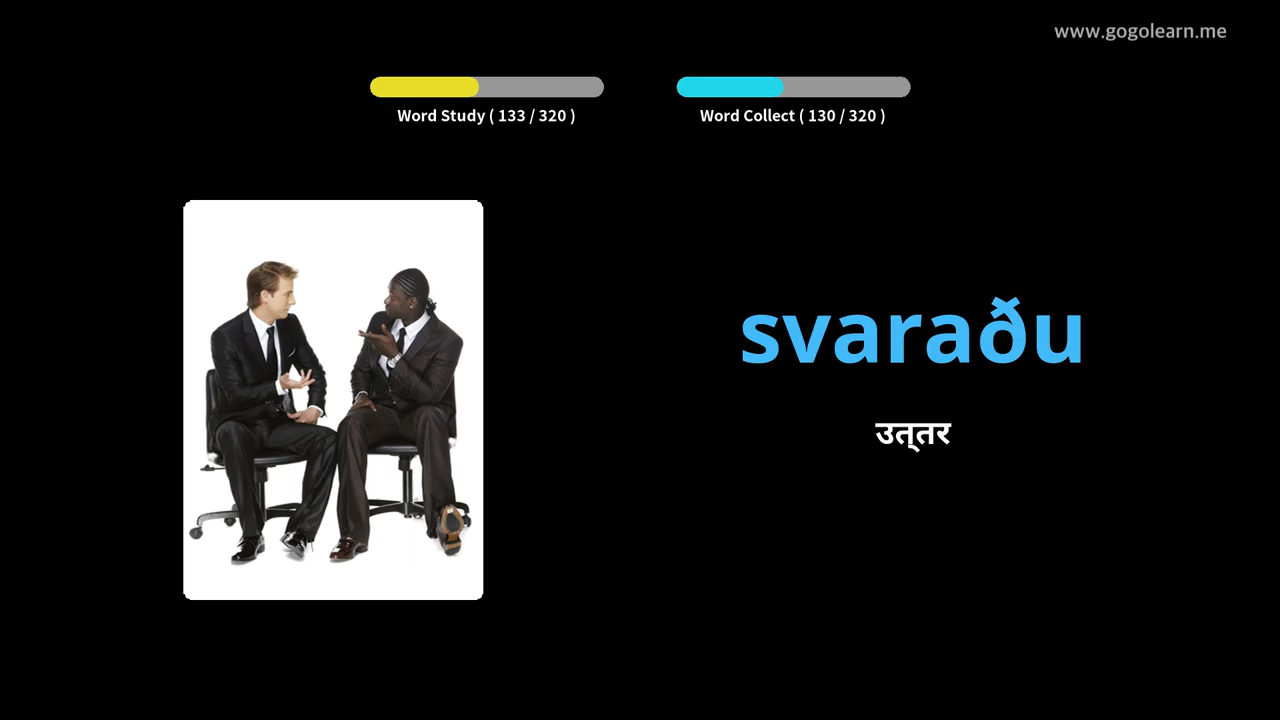 www.gogolearn.me
Word Study ( 133 / 320 )
Word Collect ( 130 / 320 )
svaraðu
उत्तर